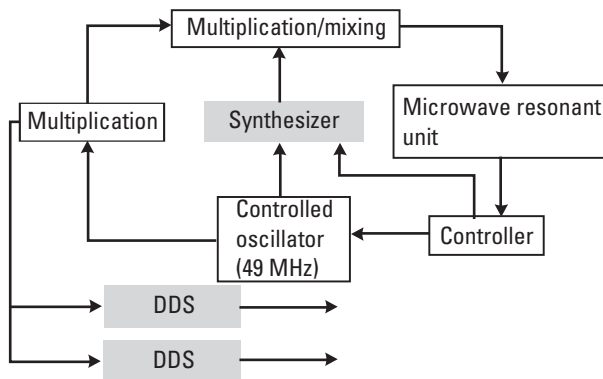 Multiplication/mixing
Multiplication
Synthesizer
Microwave resonant
unit
Controlled
oscillator
(49 MHz)
Controller
DDS
DDS